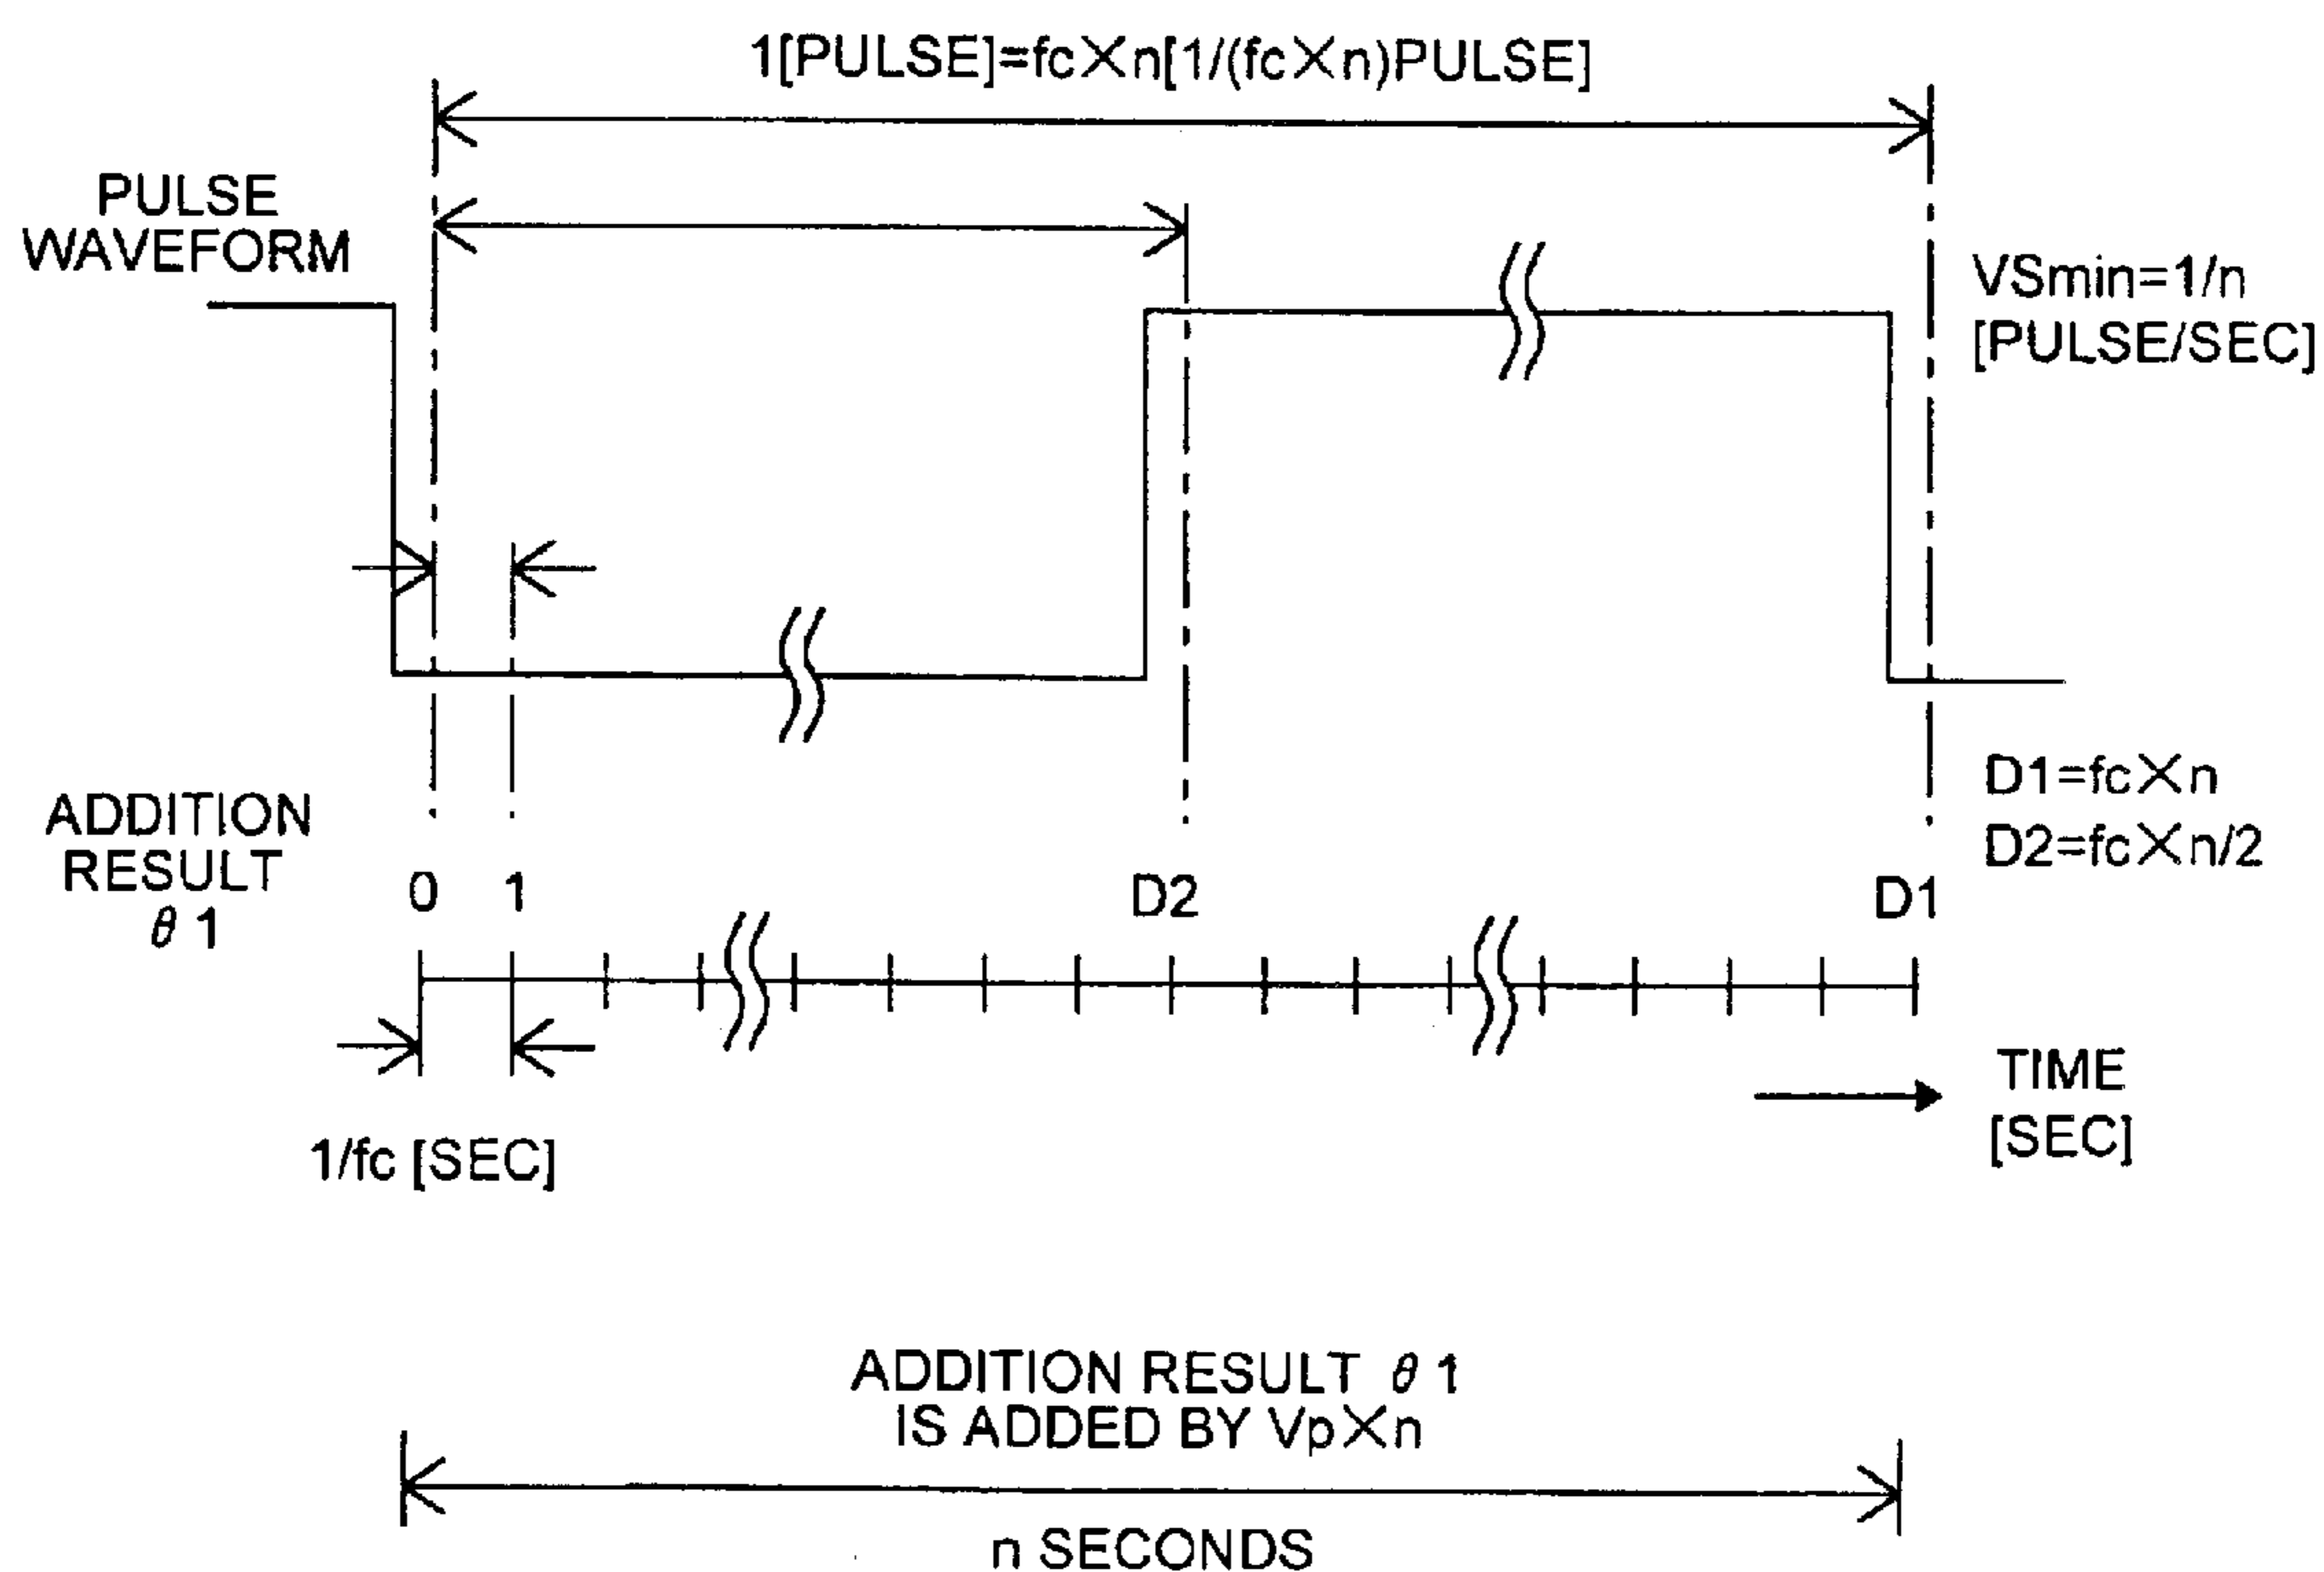 1[PULSE]=fc×n[1/(fc×n)PULSE]
PULSE
WAVEFORM
VSmin=1/n
[PULSE/SEC]
D1=fc×n
D2=fc×n/2
ADDITION
RESULT
θ1
0 1 D2 D1
1/fc [SEC]
TIME
[SEC]
ADDITION RESULT θ1
IS ADDED BY Vp×n
n SECONDS